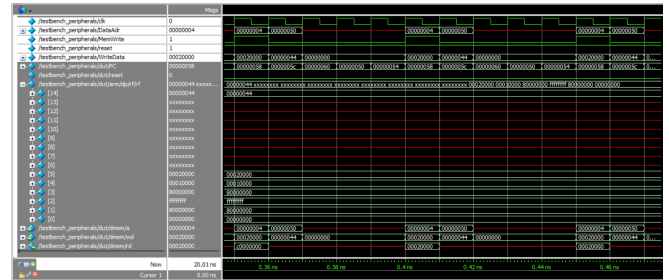 Msgs
/testbench_peripherals/clk 0
/testbench_peripherals/DataAdr 00000004 00000004 00000050 00000004 00000050 00000004 00000050
/testbench_peripherals/MemWrite 1
/testbench_peripherals/reset 1
/testbench_peripherals/WriteData 00020000 00020000 00000044 00000000 00020000 00000044 00000000 00020000 00000044 0...
/testbench_peripherals/dut/PC 00000058 00000058 0000005c 00000060 00000050 00000054 00000058 0000005c 00000060 00000050 00000054 00000058 0000005c
/testbench_peripherals/dut/reset 0
/testbench_peripherals/dut/arm/dp/rf/rf 00000044 xxxxx...
[14] 00000044 00000044
[13] xxxxxxxx
[12] xxxxxxxx
[11] xxxxxxxx
[10] xxxxxxxx
[9] xxxxxxxx
[8] xxxxxxxx
[7] xxxxxxxx
[6] xxxxxxxx
[5] 00020000 00020000
[4] 00010000 00010000
[3] 80000000 80000000
[2] ffffffff ffffffff
[1] 80000000 80000000
[0] 00000000 00000000
/testbench_peripherals/dut/dmem/a 00000004 00000004 00000050 00000004 00000050 00000004 00000050
/testbench_peripherals/dut/dmem/wd 00020000 00020000 00000044 00000000 00020000 00000044 00000000 00020000 00000044 0...
/testbench_peripherals/dut/dmem/rd 00020000 00020000 00020000
Now 20.01 ns 0.36 ns 0.38 ns 0.4 ns 0.42 ns 0.44 ns 0.46 ns
Cursor 1 0.00 ns